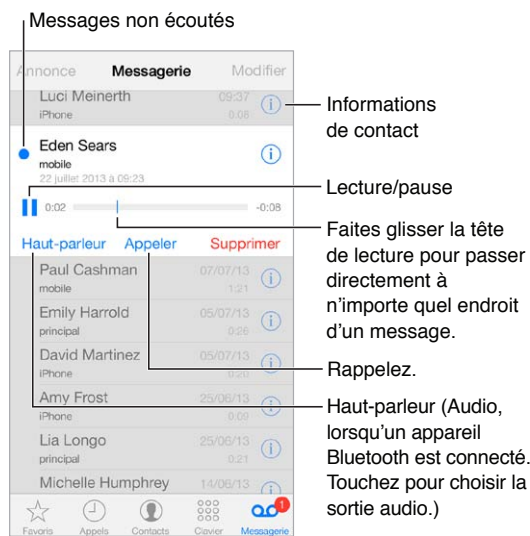 Messages non écoutés
Annonce Messagerie Modifier
Luci Meinerth 09:37
iPhone 0:08
Informations
de contact
Eden Sears
mobile
22 juillet 2013 à 09:23
Lecture/pause
0:02 -0:08
Faites glisser la tête
de lecture pour passer
directement à
n'importe quel endroit
d'un message.
Haut-parleur Appeler Supprimer
Paul Cashman 07/07/13
mobile 1:21
Emily Harrold 05/07/13
principal 0:26
David Martinez 05/07/13
iPhone 0:20
Rappelez.
Amy Frost 25/06/13
iPhone 0:09
Haut-parleur (Audio,
lorsqu'un appareil
Bluetooth est connecté.
Touchez pour choisir la
sortie audio.)
Lia Longo 25/06/13
principal 0:21
Michelle Humphrey 14/06/13
1
Favoris Appels Contacts Clavier Messagerie